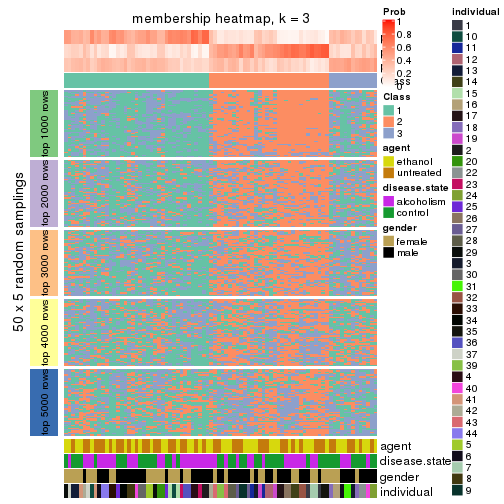 membership heatmap, k = 3
50 x 5 random samplings
top 1000 rows
top 2000 rows
top 3000 rows
top 4000 rows
top 5000 rows
agent
disease.state
gender
individual
Prob
1
0.8
0.6
0.4
0.2
0
Class
1
2
3
agent
ethanol
untreated
disease.state
alcoholism
control
gender
female
male
individual
1
10
11
12
13
14
15
16
17
18
19
2
20
22
23
24
25
26
27
28
29
3
30
31
32
33
34
35
36
37
39
4
40
41
42
43
44
5
6
7
8
9